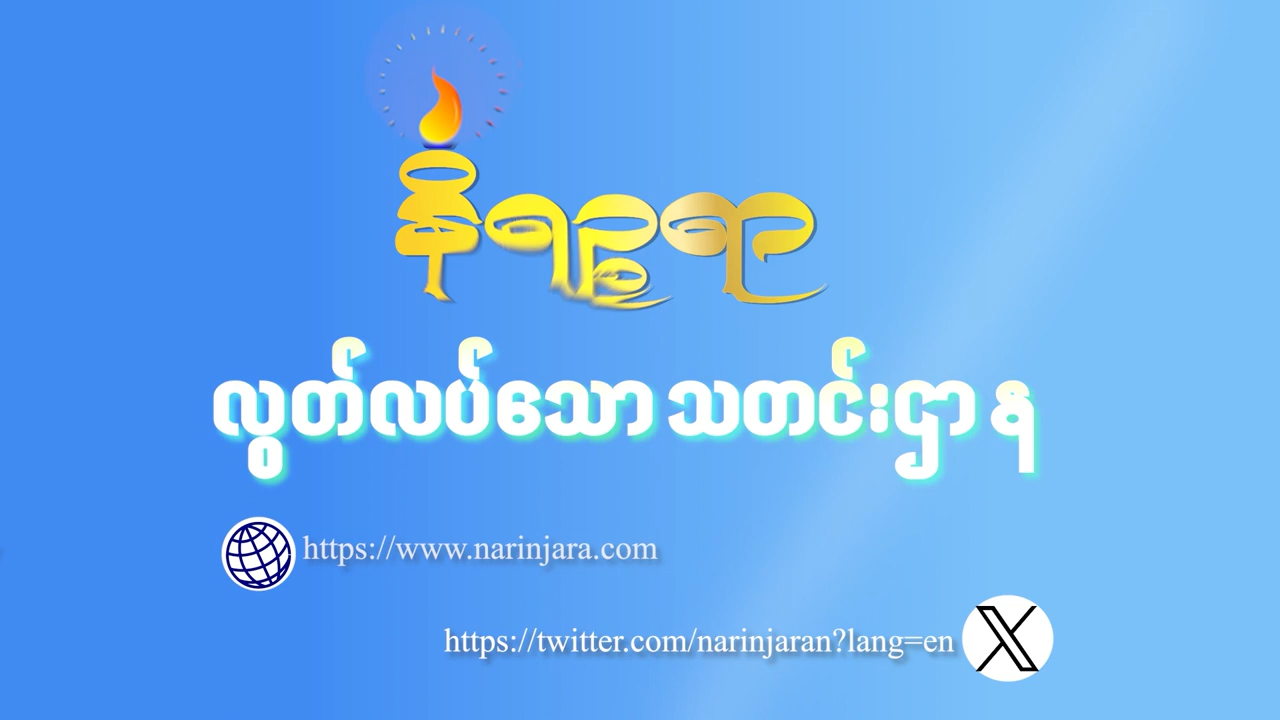 နိရဉ္စရာ
လွတ်လပ်သော သတင်းဌာန
https://www.narinjara.com
https://twitter.com/narinjaran?lang=en